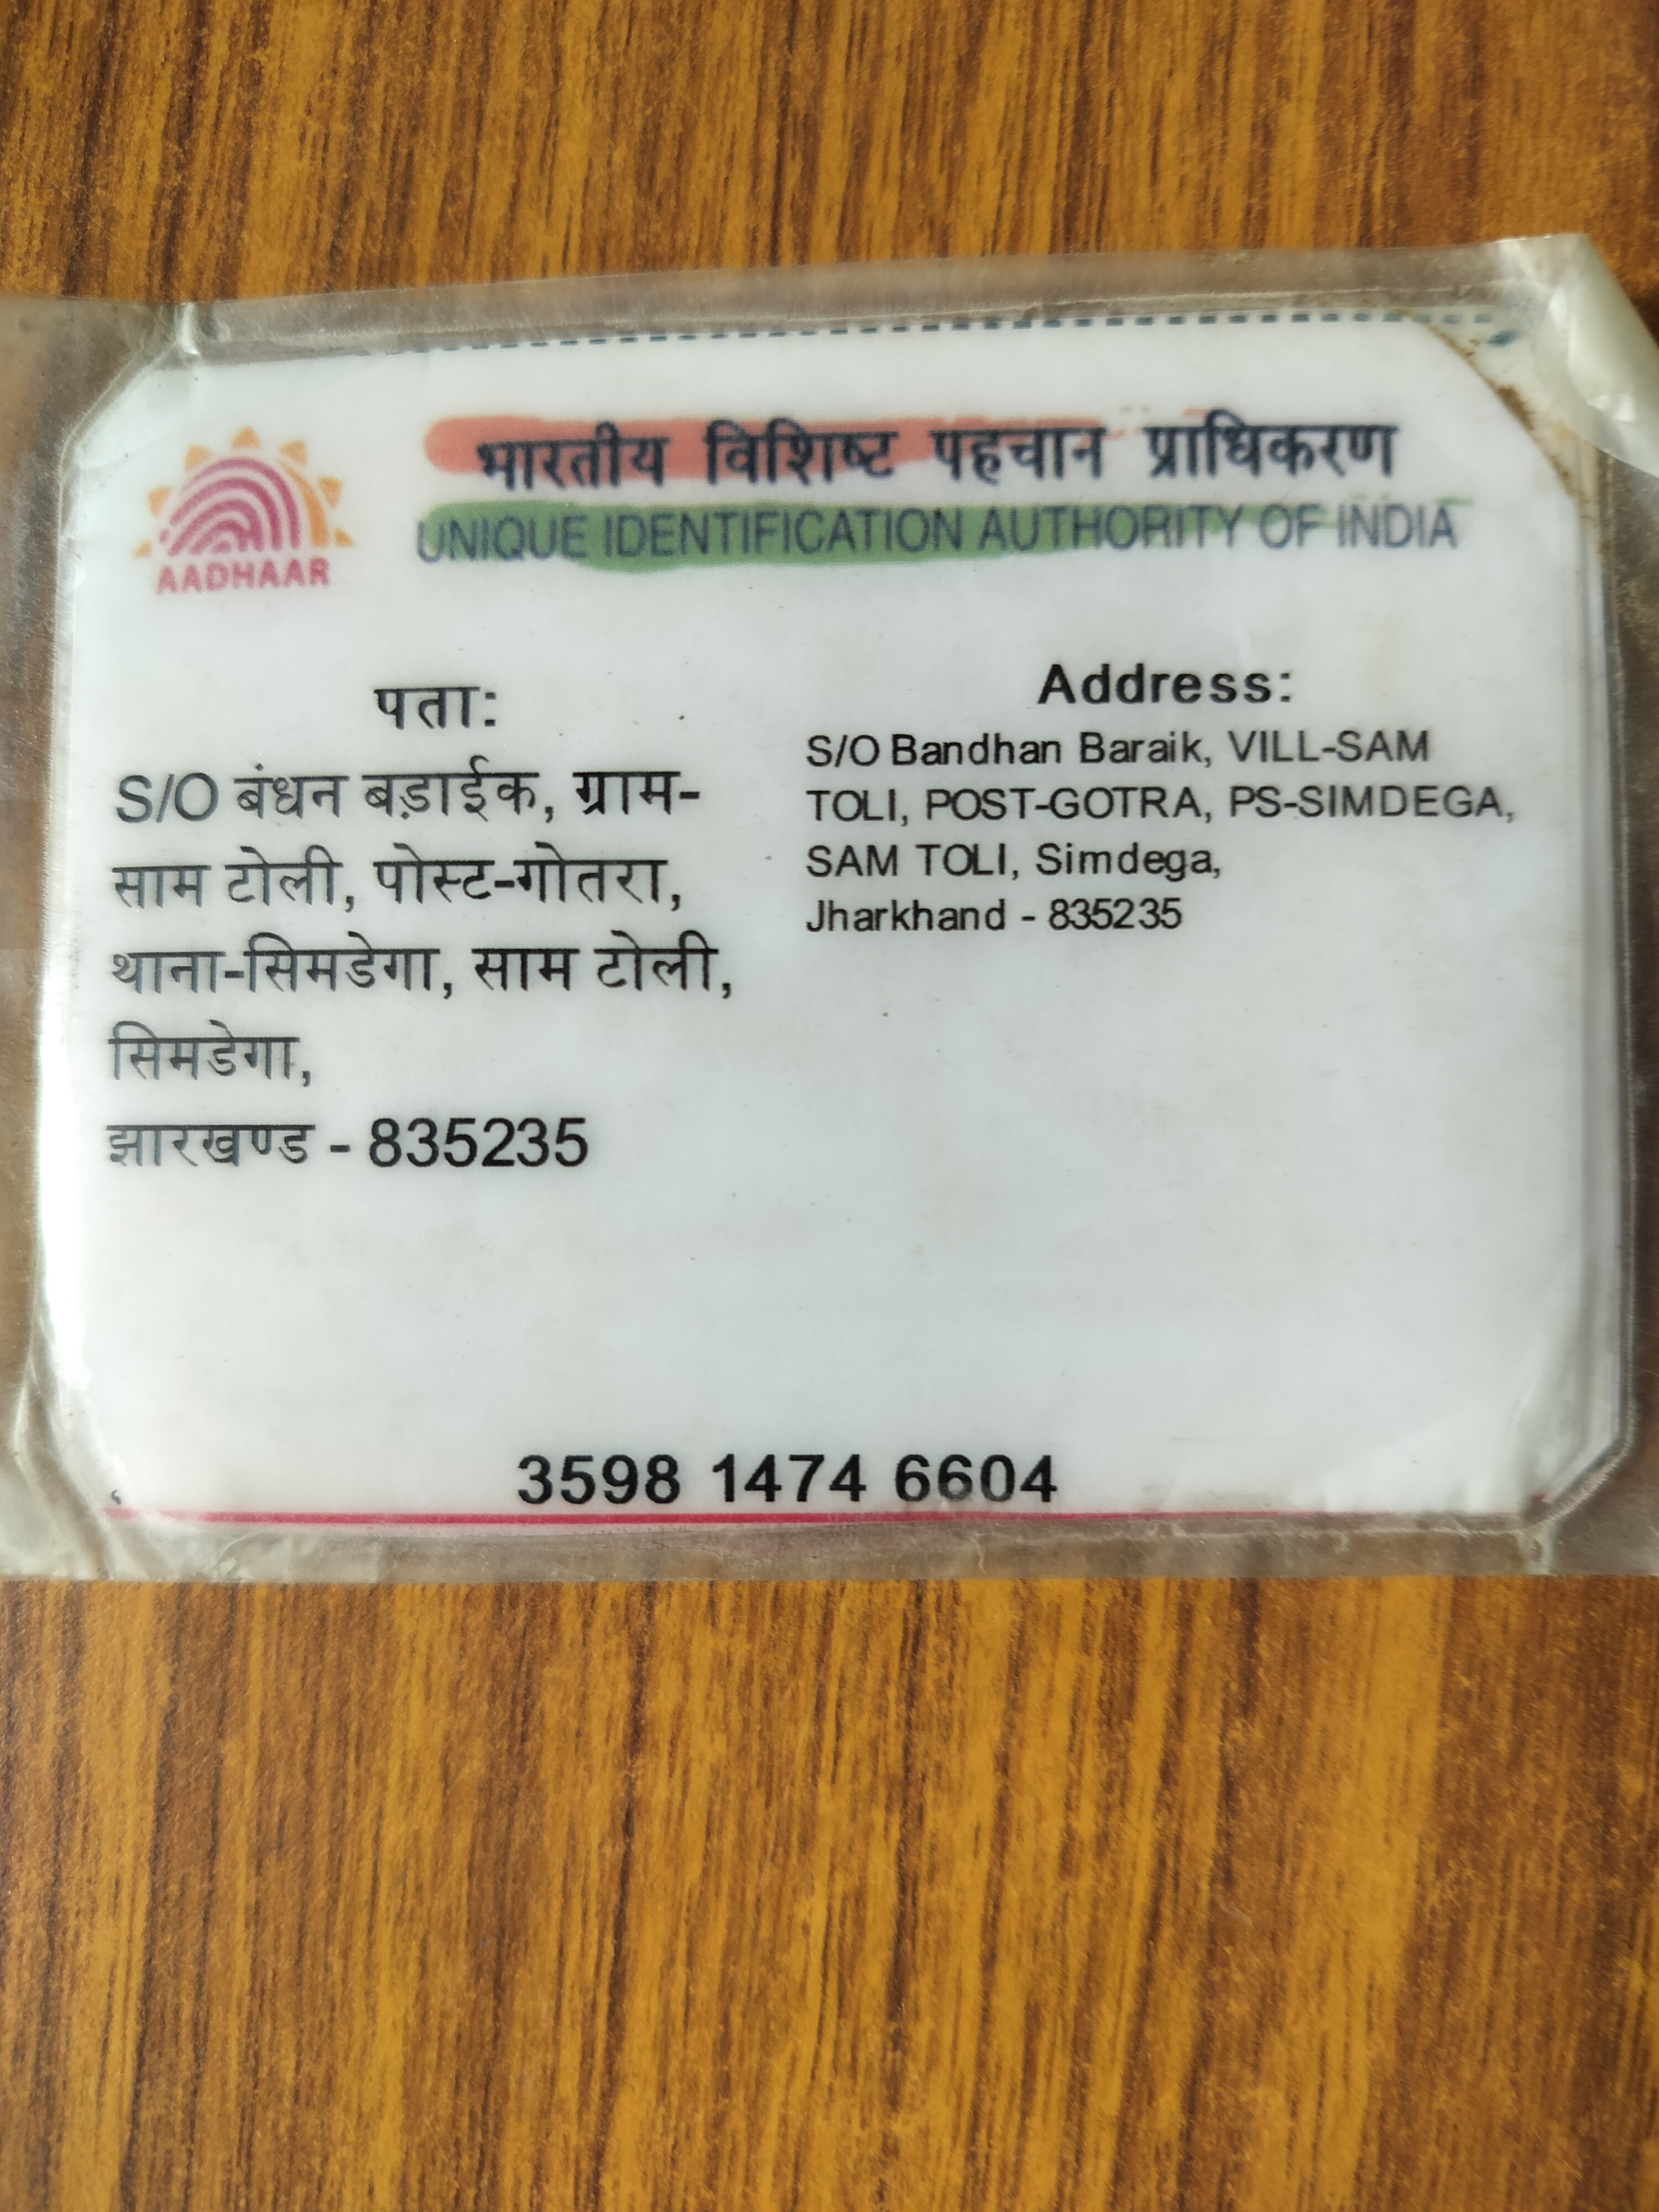 भारतीय विशिष्ट पहचान प्राधिकरण
UNIQUE IDENTIFICATION AUTHORITY OF INDIA
AADHAAR
पता:
S/O बंधन बड़ाईक, ग्राम-
साम टोली, पोस्ट-गोतरा,
थाना-सिमडेगा, साम टोली,
सिमडेगा,
झारखण्ड - 835235
Address:
S/O Bandhan Baraik, VILL-SAM
TOLI, POST-GOTRA, PS-SIMDEGA,
SAM TOLI, Simdega,
Jharkhand - 835235
3598 1474 6604